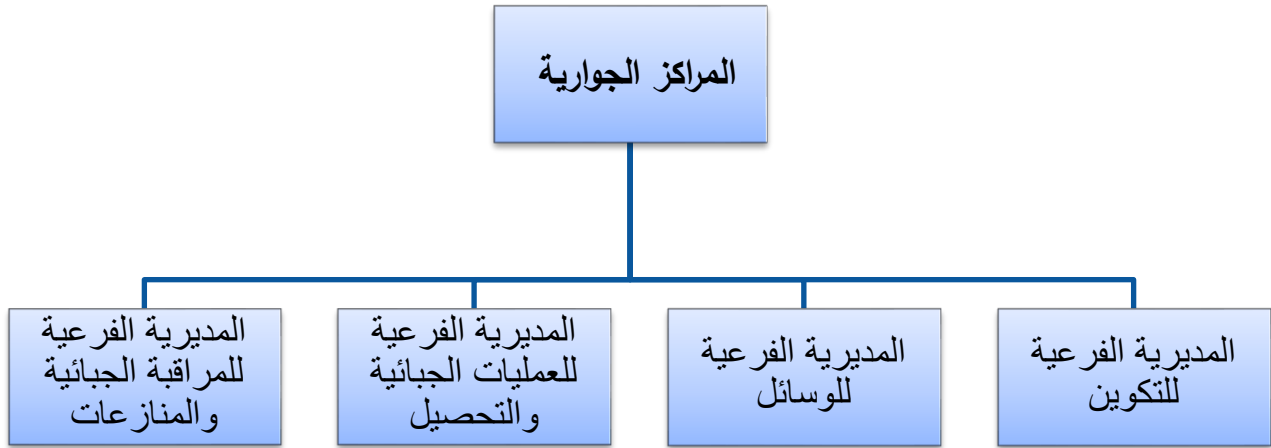 المراكز الجوارية
المديرية الفرعية
للتكوين
المديرية الفرعية
للوسائل
المديرية الفرعية
للعمليات الجبائية
والتحصيل
المديرية الفرعية
للمراقبة الجبائية
والمنازعات